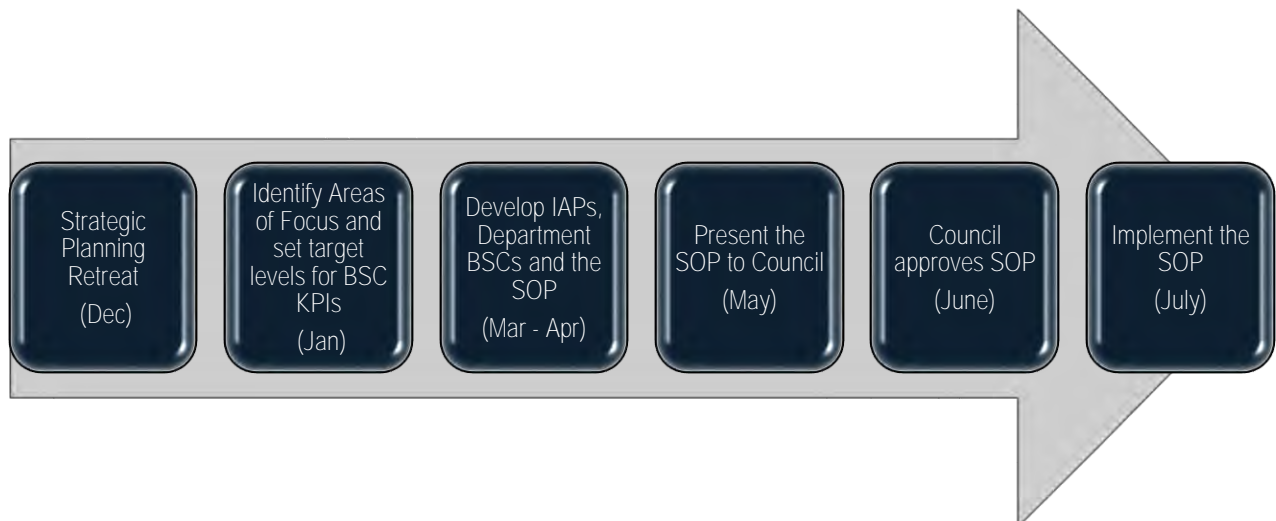 Strategic
Planning
Retreat
(Dec)
Identify Areas
of Focus and
set target
levels for BSC
KPIs
(Jan)
Develop IAPs,
Department
BSCs and the
SOP
(Mar - Apr)
Present the
SOP to Council
(May)
Council
approves SOP
(June)
Implement the
SOP
(July)